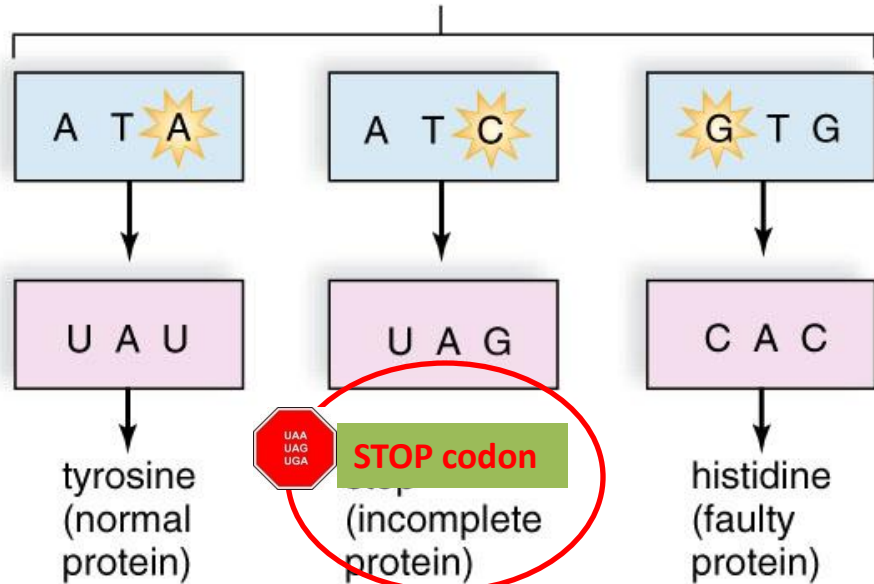 A T A
A T C
G T G
U A U
U A G
C A C
UAA
UAG
UGA
STOP codon
tyrosine
(normal
protein)
(incomplete
protein)
histidine
(faulty
protein)